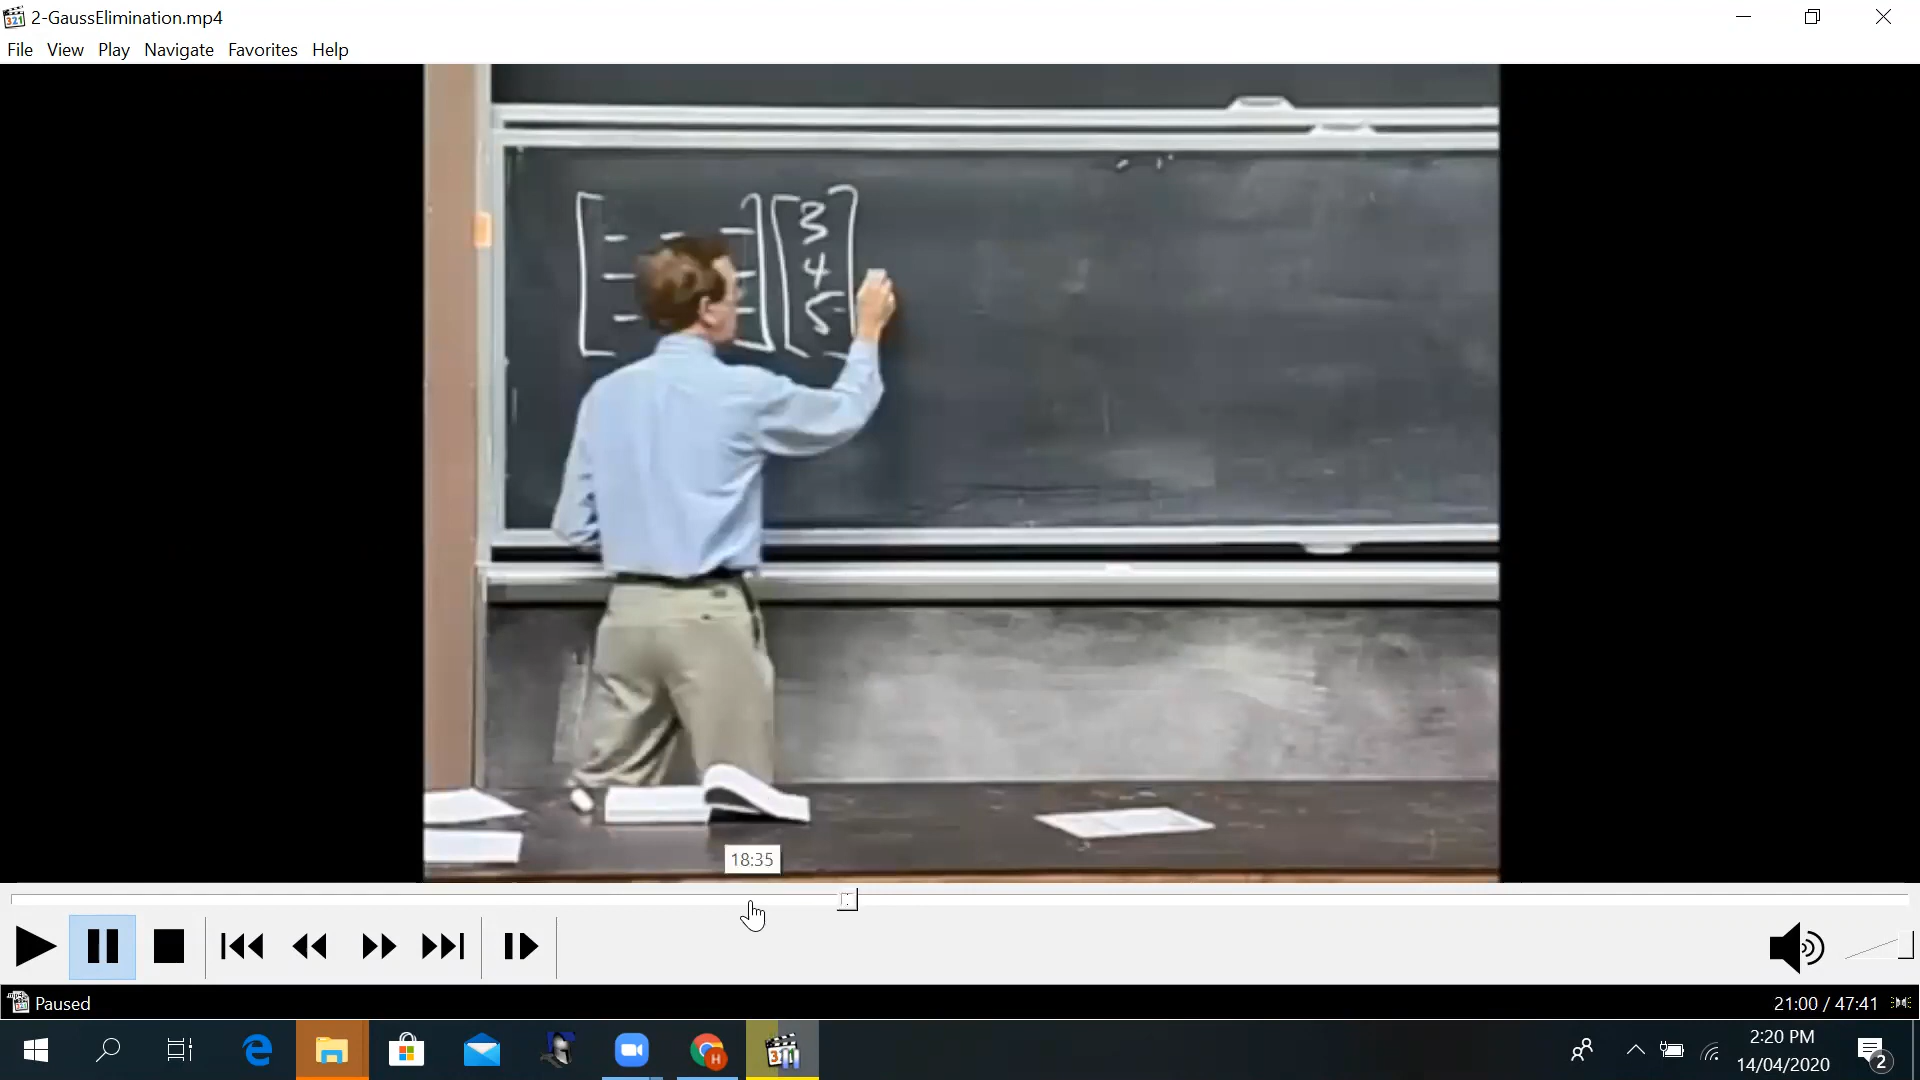 2-GaussElimination.mp4
File View Play Navigate Favorites Help
3
4
5
18:35
Paused
21:00 / 47:41
2:20 PM
14/04/2020
2